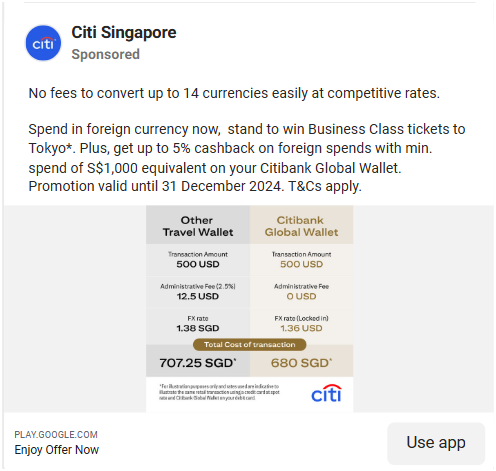 Citi Singapore
Sponsored
No fees to convert up to 14 currencies easily at competitive rates.
Spend in foreign currency now, stand to win Business Class tickets to
Tokyo*. Plus, get up to 5% cashback on foreign spends with min.
spend of S$1,000 equivalent on your Citibank Global Wallet.
Promotion valid until 31 December 2024. T&Cs apply.
Other
Travel Wallet
Transaction Amount
500 USD
Administrative Fee (2.5%)
12.5 USD
FX rate
1.38 SGD
Citibank
Global Wallet
Transaction Amount
500 USD
Administrative Fee
0 USD
FX rate (Locked in)
1.36 USD
Total Cost of transaction
707.25 SGD*
680 SGD*
*For illustration purposes only and rates used are indicative to
illustrate the same retail transaction using a credit card at spot
rate and Citibank Global Wallet on your debit card.
citi
PLAY.GOOGLE.COM
Enjoy Offer Now
Use app